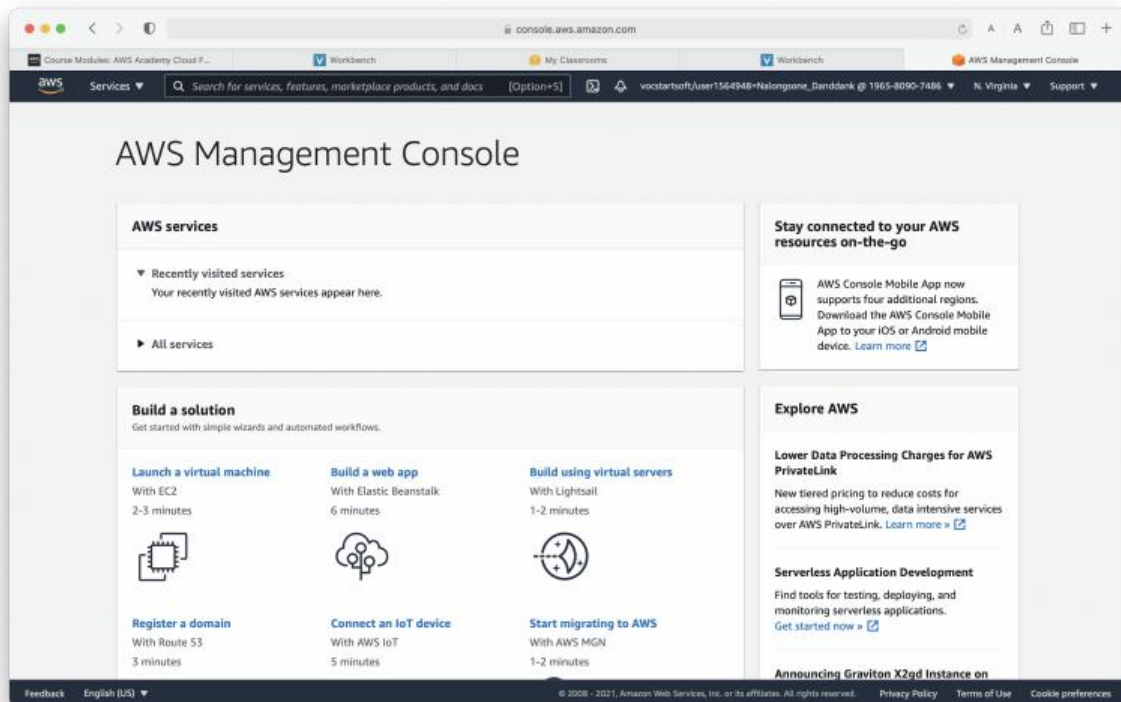 console.aws.amazon.com
Course Modules: AWS Academy Cloud F...
Workbench
My Classrooms
Workbench
AWS Management Console
aws
Services ▼
Search for services, features, marketplace products, and docs [Option+S]
vocstartsoft/user1564948=Nalongsone_Danddank @ 1965-8090-7486 ▼
N. Virginia ▼
Support ▼
AWS Management Console
AWS services
▼ Recently visited services
Your recently visited AWS services appear here.
▶ All services
Stay connected to your AWS
resources on-the-go
AWS Console Mobile App now
supports four additional regions.
Download the AWS Console Mobile
App to your iOS or Android mobile
device. Learn more
Build a solution
Get started with simple wizards and automated workflows.
Launch a virtual machine
With EC2
2-3 minutes
Build a web app
With Elastic Beanstalk
6 minutes
Build using virtual servers
With Lightsail
1-2 minutes
Register a domain
With Route 53
3 minutes
Connect an IoT device
With AWS IoT
5 minutes
Start migrating to AWS
With AWS MGN
1-2 minutes
Explore AWS
Lower Data Processing Charges for AWS
PrivateLink
New tiered pricing to reduce costs for
accessing high-volume, data intensive services
over AWS PrivateLink. Learn more »
Serverless Application Development
Find tools for testing, deploying, and
monitoring serverless applications.
Get started now »
Announcing Graviton X2gd Instance on
Feedback
English (US) ▼
© 2008 - 2021, Amazon Web Services, Inc. or its affiliates. All rights reserved.
Privacy Policy
Terms of Use
Cookie preferences